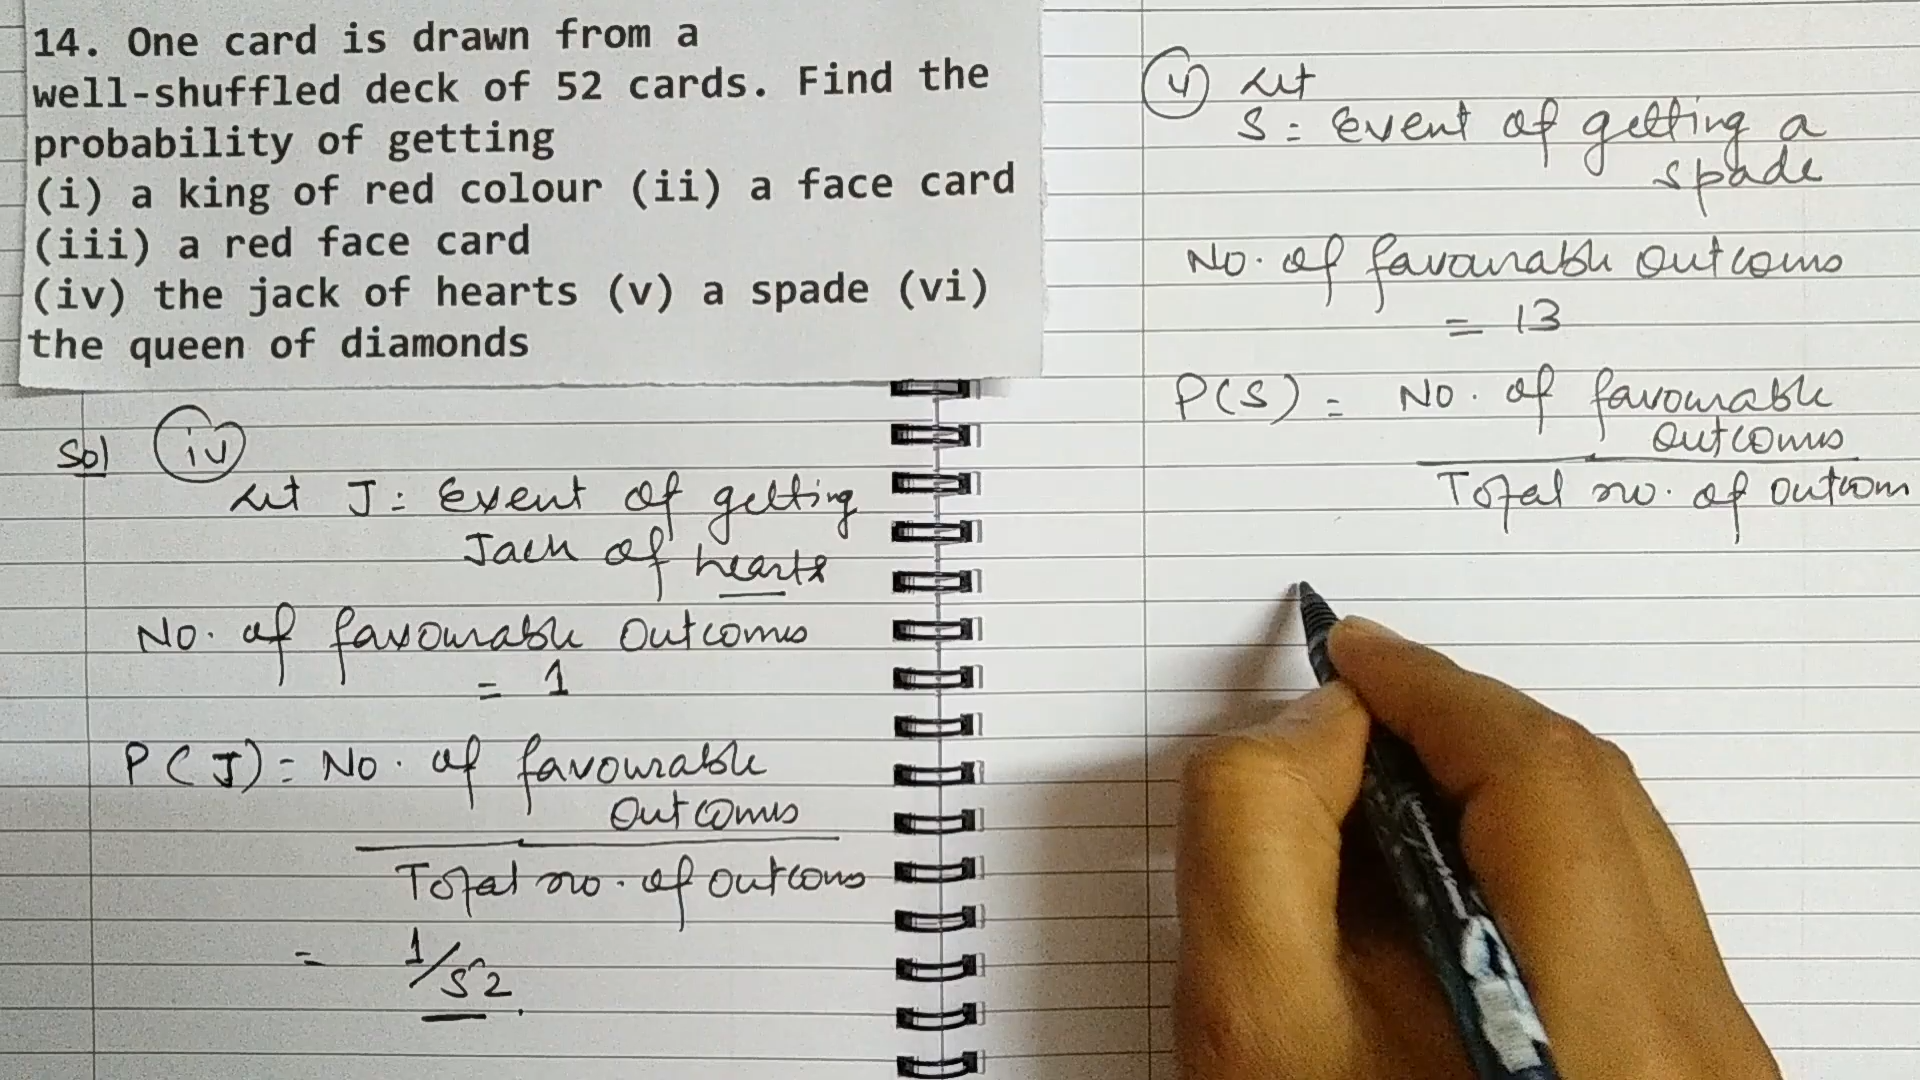 14. One card is drawn from a
well-shuffled deck of 52 cards. Find the
probability of getting
(i) a king of red colour (ii) a face card
(iii) a red face card
(iv) the jack of hearts (v) a spade (vi)
the queen of diamonds
Sol (iv)
Let J : Event of getting
Jack of hearts
No. of favourable outcomes
= 1
P(J) = No. of favourable
outcomes
Total no. of outcomes
= 1/52.
(v) Let
S : Event of getting a
spade
No. of favourable outcomes
= 13
P(S) = No. of favourable
outcomes
Total no. of outcom